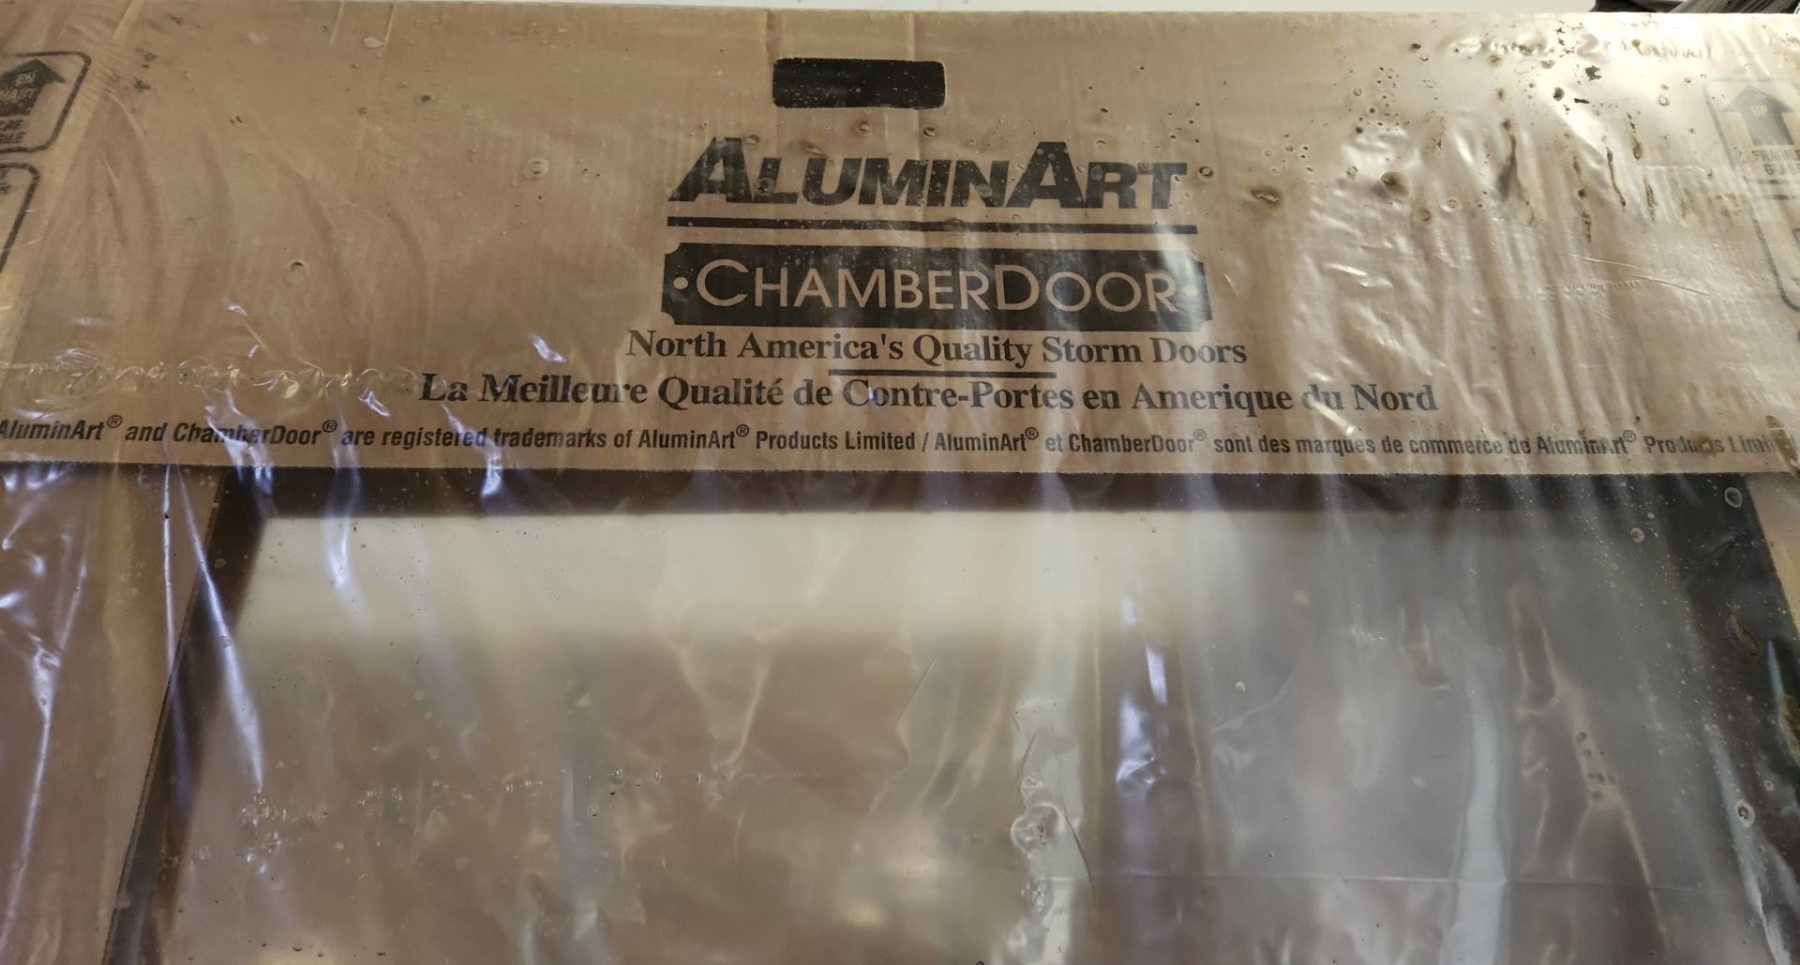 ALUMINART
·CHAMBERDOOR·
North America's Quality Storm Doors
La Meilleure Qualité de Contre-Portes en Amerique du Nord
AluminArt® and ChamberDoor® are registered trademarks of AluminArt® Products Limited / AluminArt® et ChamberDoor® sont des marques de commerce de AluminArt® Products
EN
UP